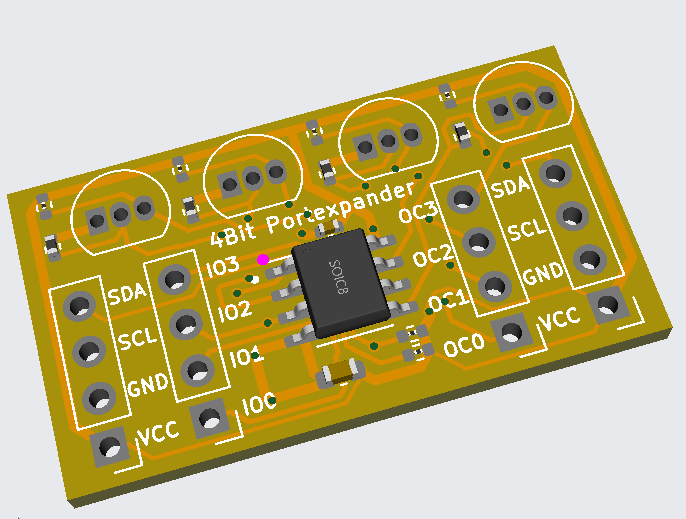 4Bit Portexpander
SDA
SCL
GND
VCC
IO3
IO2
IO1
IO0
SOIC8
OC3
OC2
OC1
OC0
SDA
SCL
GND
VCC